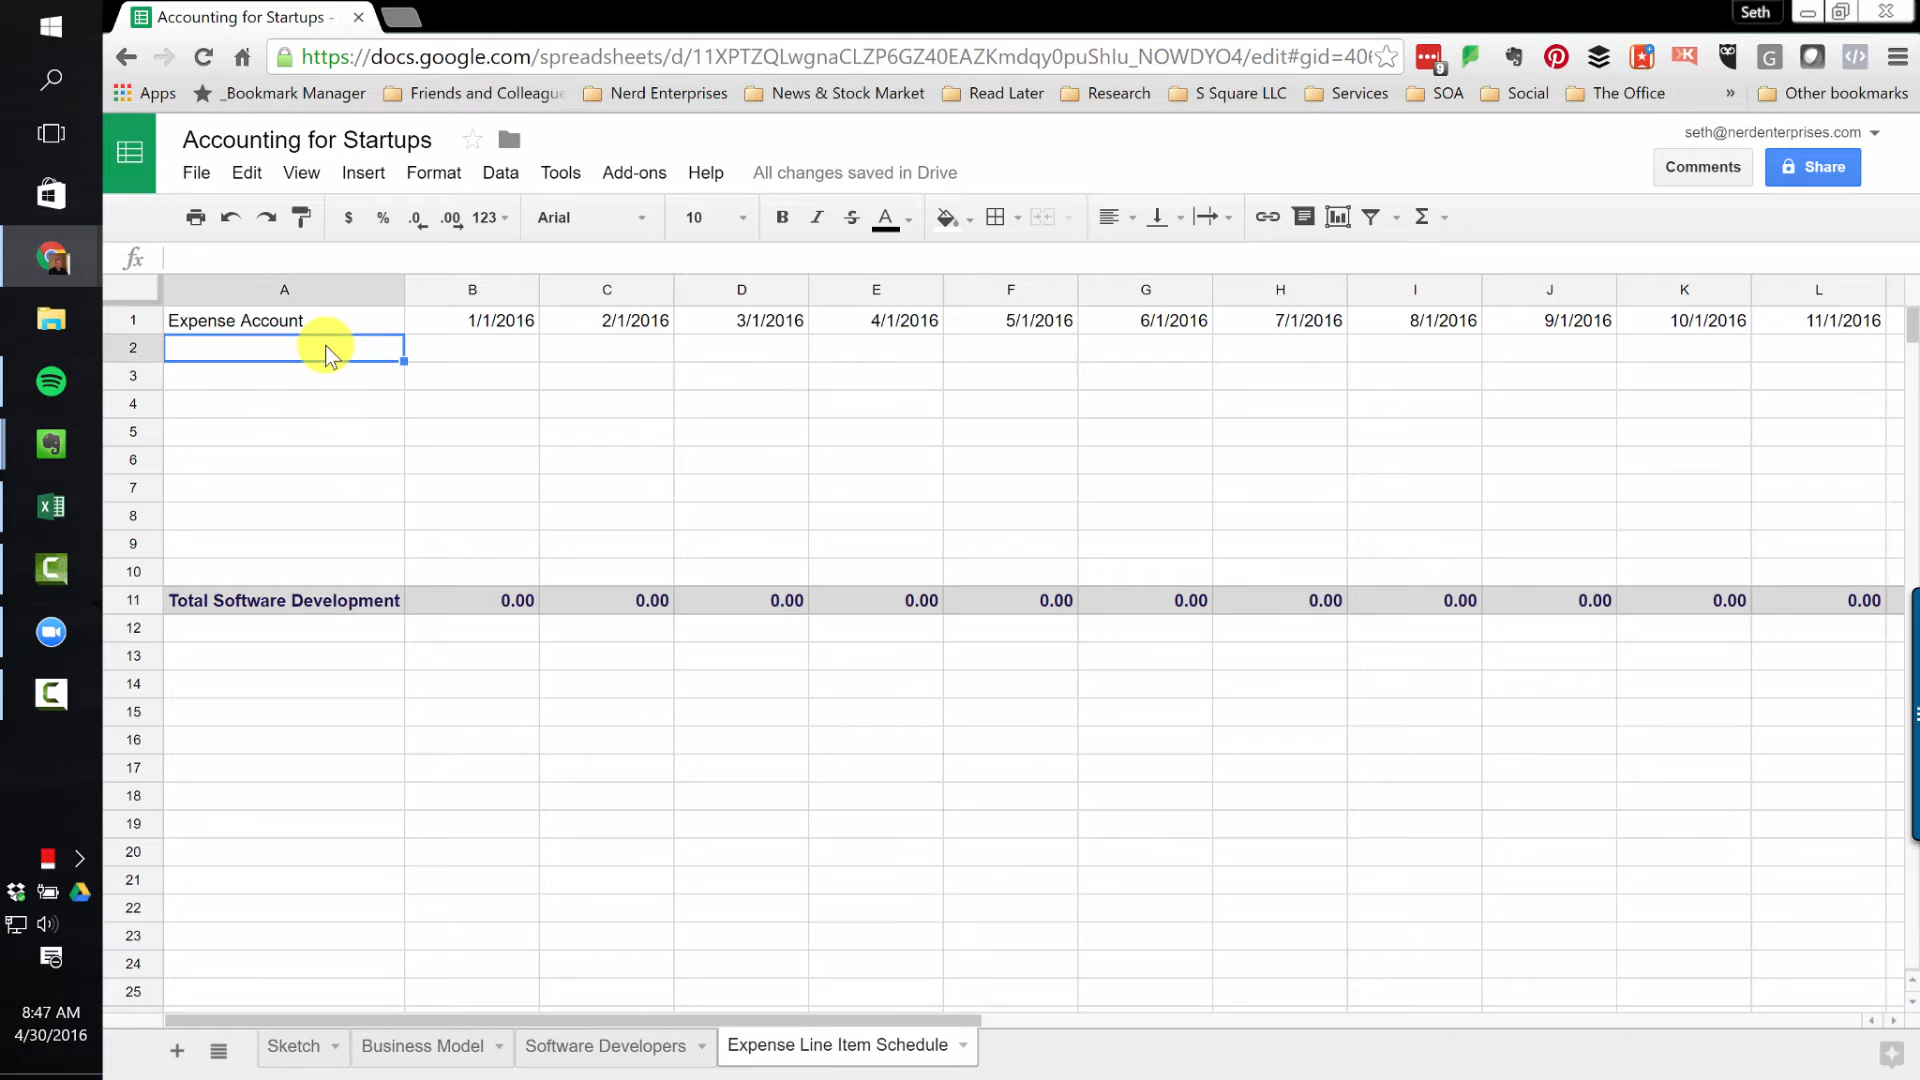 Accounting for Startups -
Seth
https://docs.google.com/spreadsheets/d/11XPTZQLwgnaCLZP6GZ40EAZKmdqy0puShlu_NOWDYO4/edit#gid=406
9
Apps _Bookmark Manager Friends and Colleague Nerd Enterprises News & Stock Market Read Later Research S Square LLC Services SOA Social The Office » Other bookmarks
Accounting for Startups
seth@nerdenterprises.com
File Edit View Insert Format Data Tools Add-ons Help All changes saved in Drive
Comments Share
$ % .0 .00 123 Arial 10 B I S A Σ
fx
A B C D E F G H I J K L
1 Expense Account 1/1/2016 2/1/2016 3/1/2016 4/1/2016 5/1/2016 6/1/2016 7/1/2016 8/1/2016 9/1/2016 10/1/2016 11/1/2016
2
3
4
5
6
7
8
9
10
11 Total Software Development 0.00 0.00 0.00 0.00 0.00 0.00 0.00 0.00 0.00 0.00 0.00
12
13
14
15
16
17
18
19
20
21
22
23
24
25
Sketch Business Model Software Developers Expense Line Item Schedule
8:47 AM
4/30/2016